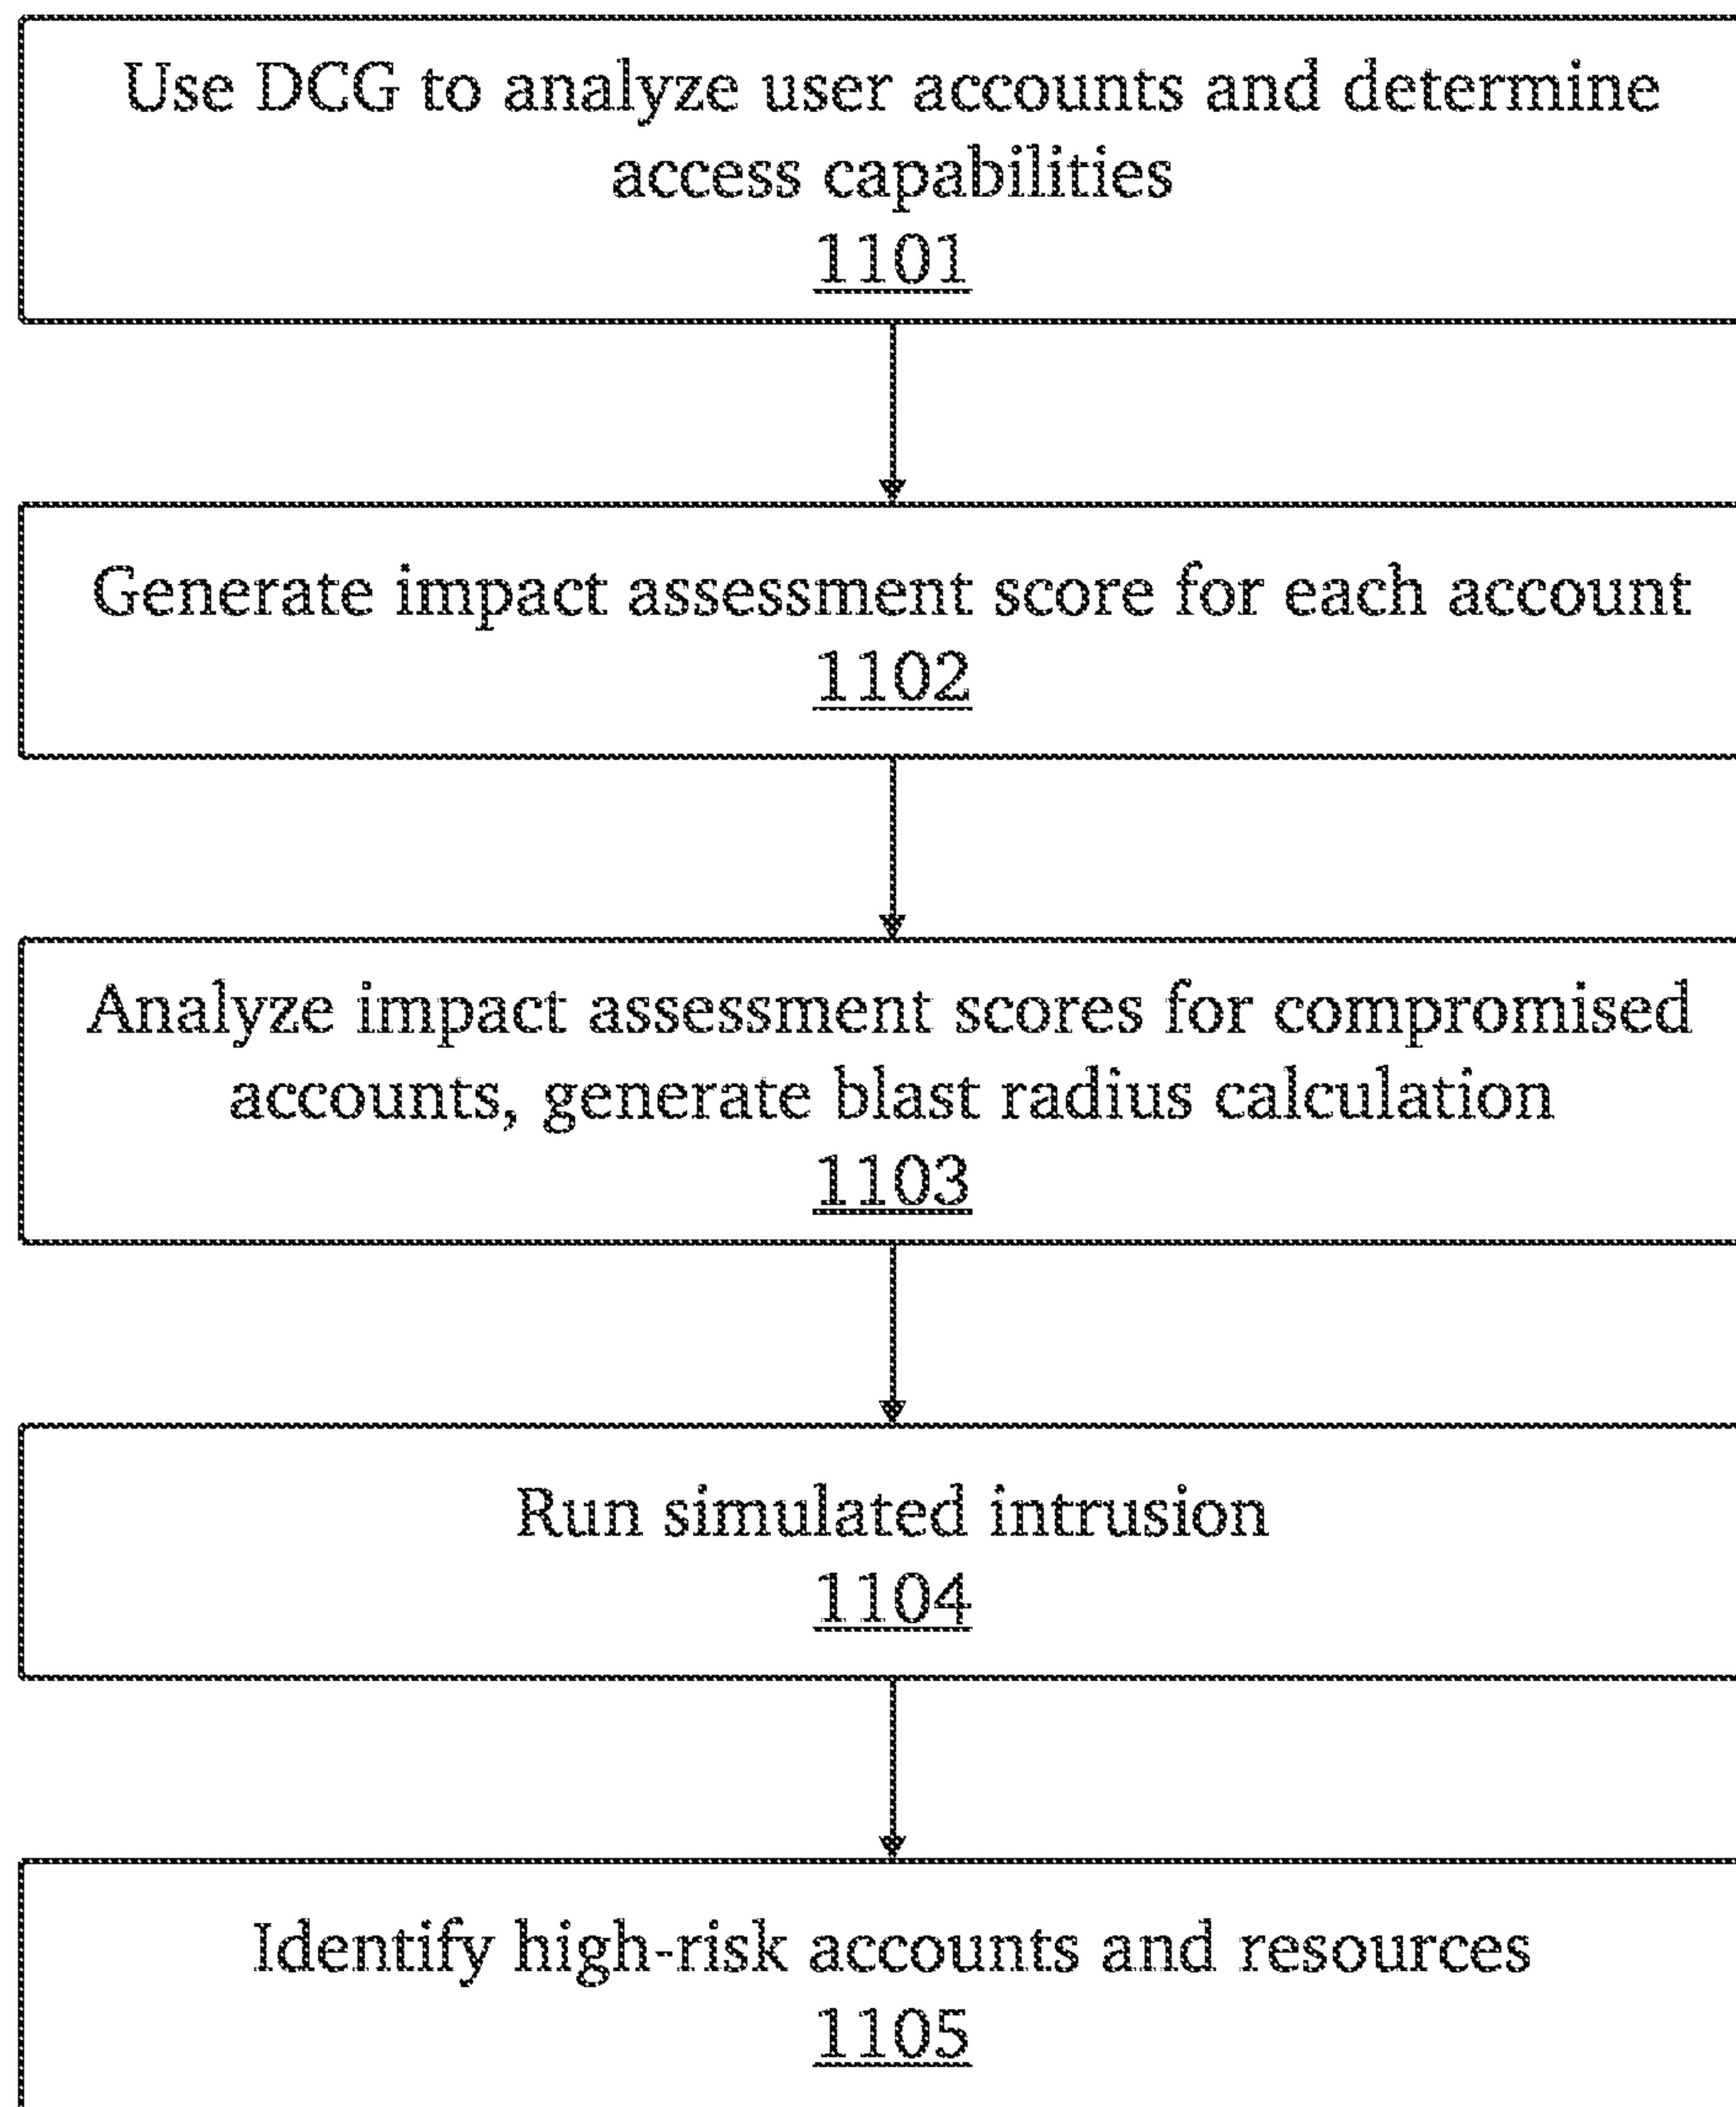 Use DCG to analyze user accounts and determine
access capabilities
1101
Generate impact assessment score for each account
1102
Analyze impact assessment scores for compromised
accounts, generate blast radius calculation
1103
Run simulated intrusion
1104
Identify high-risk accounts and resources
1105